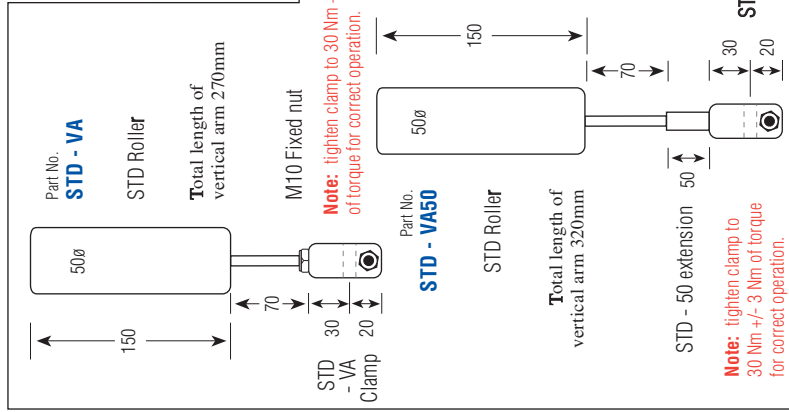 Part No.
STD - VA
STD Roller
Total length of
vertical arm 270mm
M10 Fixed nut
Note: tighten clamp to 30 Nm -
of torque for correct operation.
50ø
150
70
30
20
STD
- VA
Clamp
Part No.
STD - VA50
STD Roller
Total length of
vertical arm 320mm
STD - 50 extension
Note: tighten clamp to
30 Nm +/- 3 Nm of torque
for correct operation.
50ø
150
70
50
30
20
ST